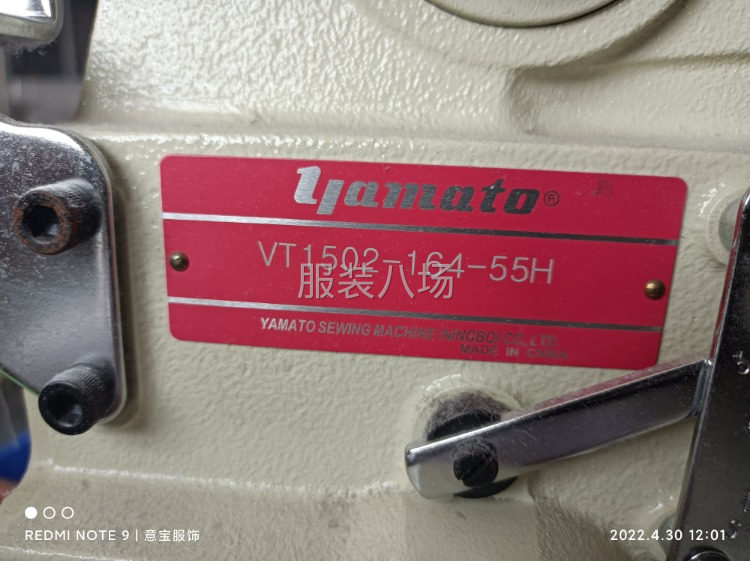 Yamato®
VT1502-164-55H
服装八场
YAMATO SEWING MACHINE (NINGBO) CO.,LTD.
MADE IN CHINA
REDMI NOTE 9 | 意宝服饰
2022.4.30 12:01